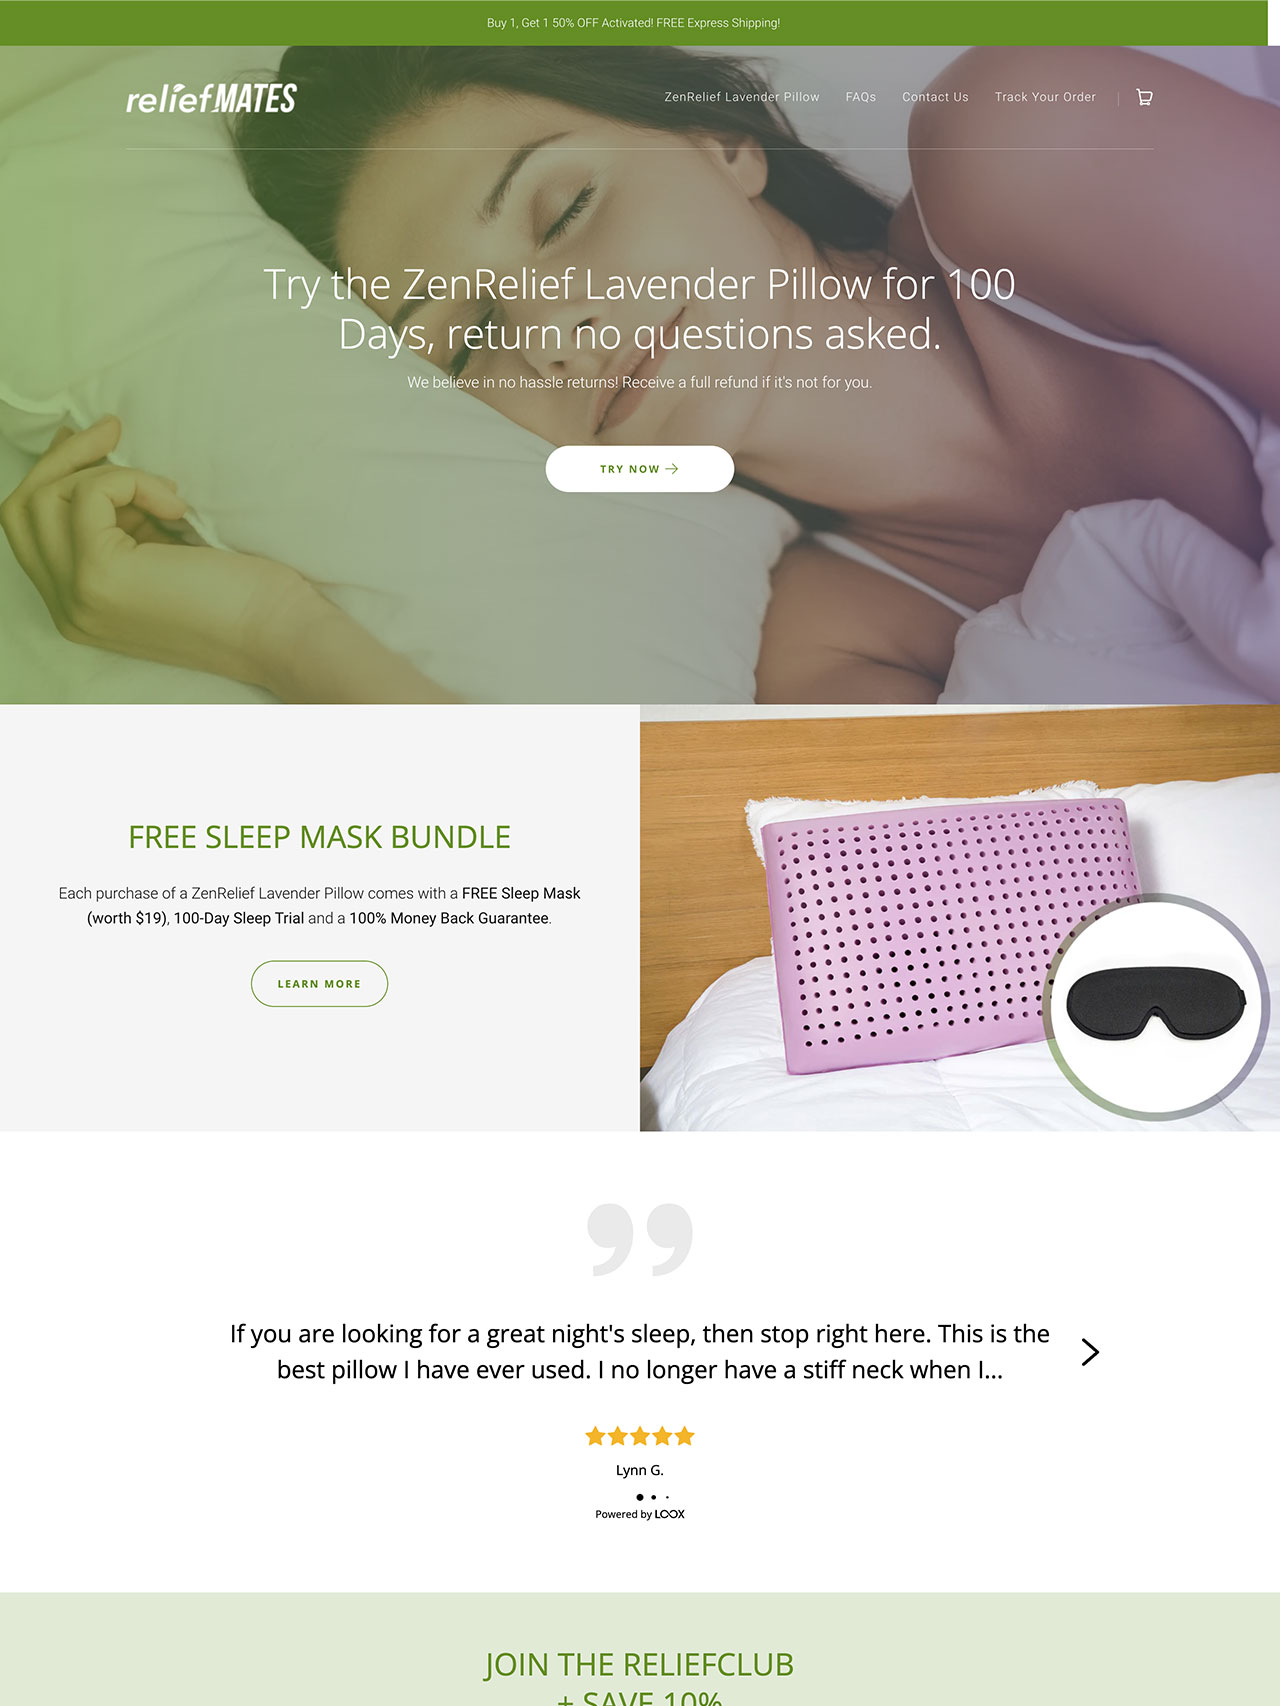 Buy 1, Get 1 50% OFF Activated! FREE Express Shipping!
reliefMATES
ZenRelief Lavender Pillow FAQs Contact Us Track Your Order
Try the ZenRelief Lavender Pillow for 100
Days, return no questions asked.
We believe in no hassle returns! Receive a full refund if it's not for you.
TRY NOW
FREE SLEEP MASK BUNDLE
Each purchase of a ZenRelief Lavender Pillow comes with a FREE Sleep Mask
(worth $19), 100-Day Sleep Trial and a 100% Money Back Guarantee.
LEARN MORE
If you are looking for a great night's sleep, then stop right here. This is the
best pillow I have ever used. I no longer have a stiff neck when I...
Lynn G.
Powered by LOOX
JOIN THE RELIEFCLUB
+ SAVE 10%